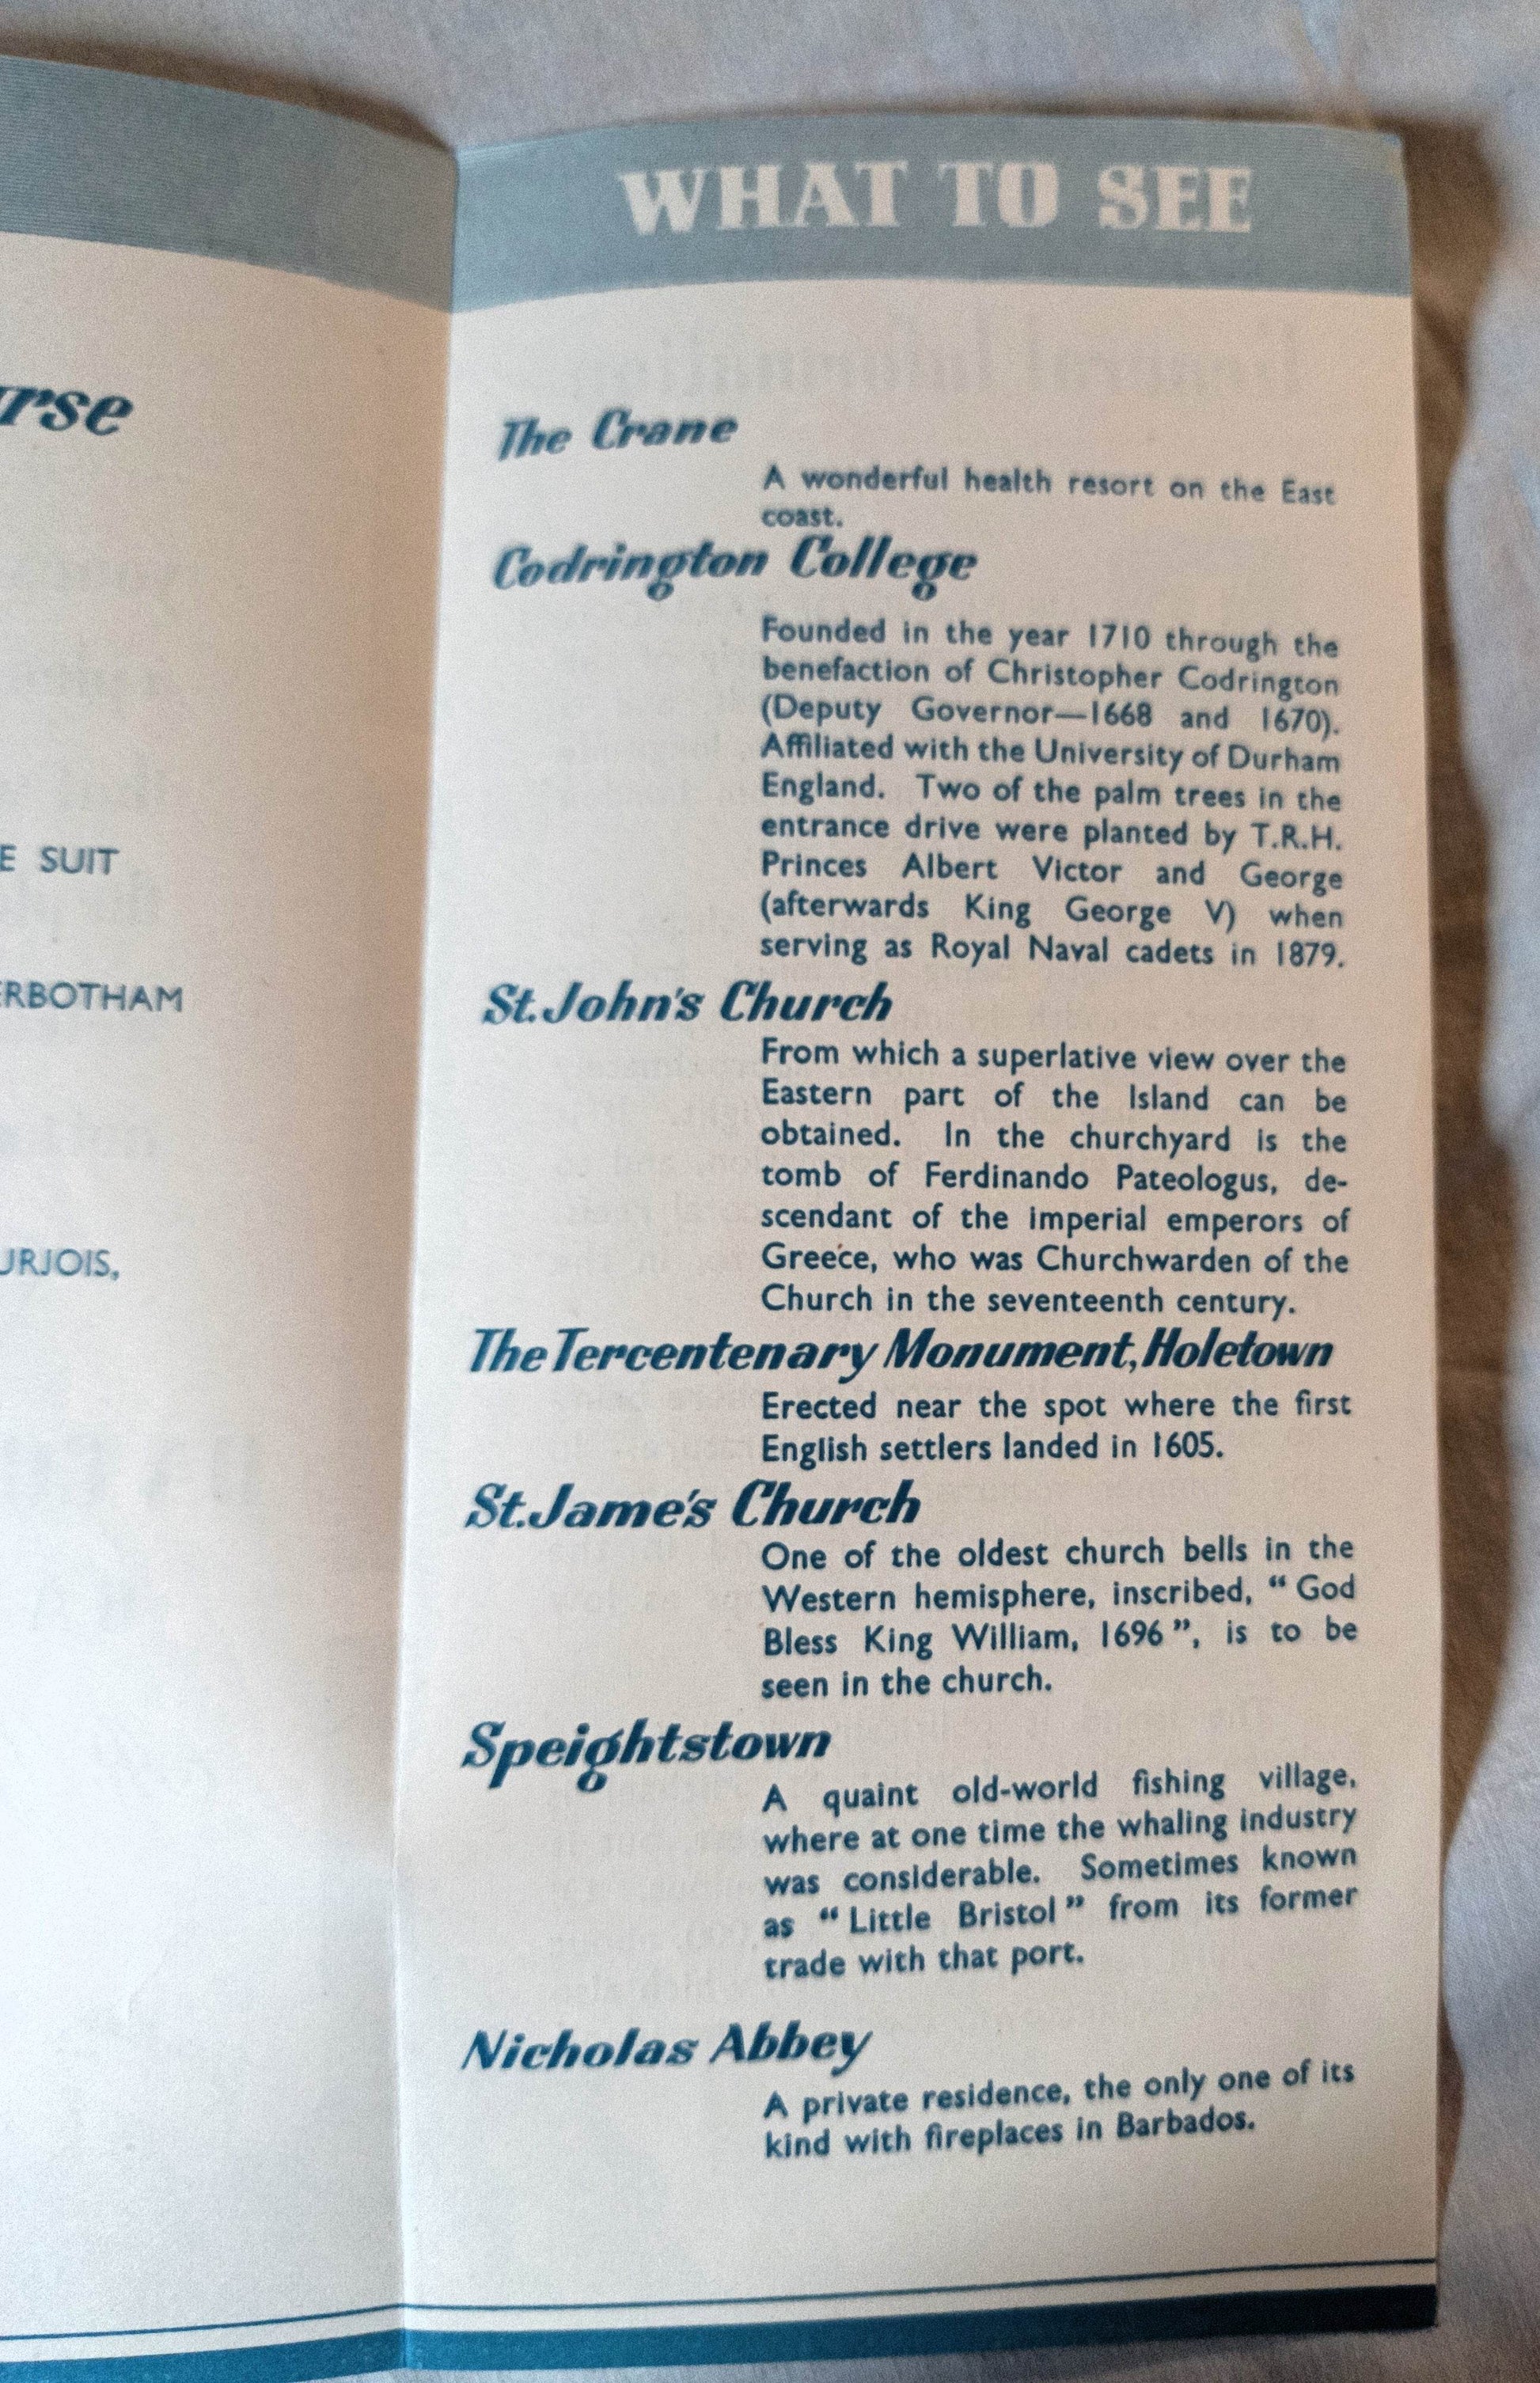 urse
E SUIT
ERBOTHAM
URJOIS,
WHAT TO SEE
The Crane
A wonderful health resort on the East
coast.
Codrington College
Founded in the year 1710 through the
benefaction of Christopher Codrington
(Deputy Governor—1668 and 1670).
Affiliated with the University of Durham
England. Two of the palm trees in the
entrance drive were planted by T.R.H.
Princes Albert Victor and George
(afterwards King George V) when
serving as Royal Naval cadets in 1879.
St. John's Church
From which a superlative view over the
Eastern part of the Island can be
obtained. In the churchyard is the
tomb of Ferdinando Pateologus, de-
scendant of the imperial emperors of
Greece, who was Churchwarden of the
Church in the seventeenth century.
The Tercentenary Monument, Holetown
Erected near the spot where the first
English settlers landed in 1605.
St. Jame's Church
One of the oldest church bells in the
Western hemisphere, inscribed, “God
Bless King William, 1696”, is to be
seen in the church.
Speightstown
A quaint old-world fishing village,
where at one time the whaling industry
was considerable. Sometimes known
as “Little Bristol” from its former
trade with that port.
Nicholas Abbey
A private residence, the only one of its
kind with fireplaces in Barbados.